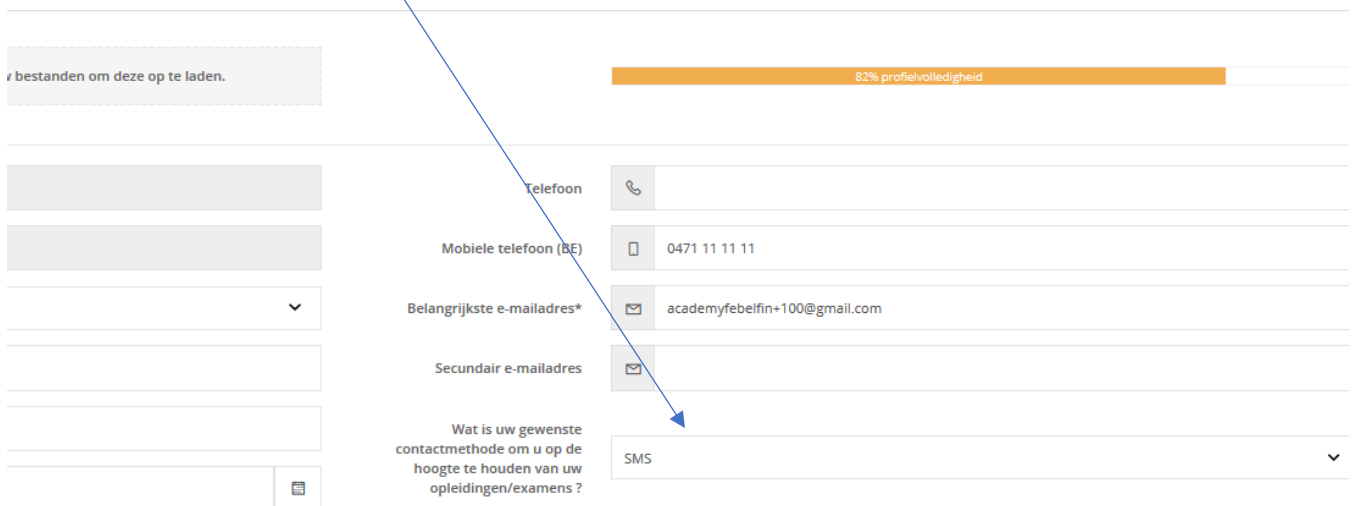 bestanden om deze op te laden.
82% profielvolledigheid
Telefoon
Mobiele telefoon (BE)
0471 11 11 11
Belangrijkste e-mailadres*
academyfebelfin+100@gmail.com
Secundair e-mailadres
Wat is uw gewenste
contactmethode om u op de
hoogte te houden van uw
opleidingen/examens ?
SMS